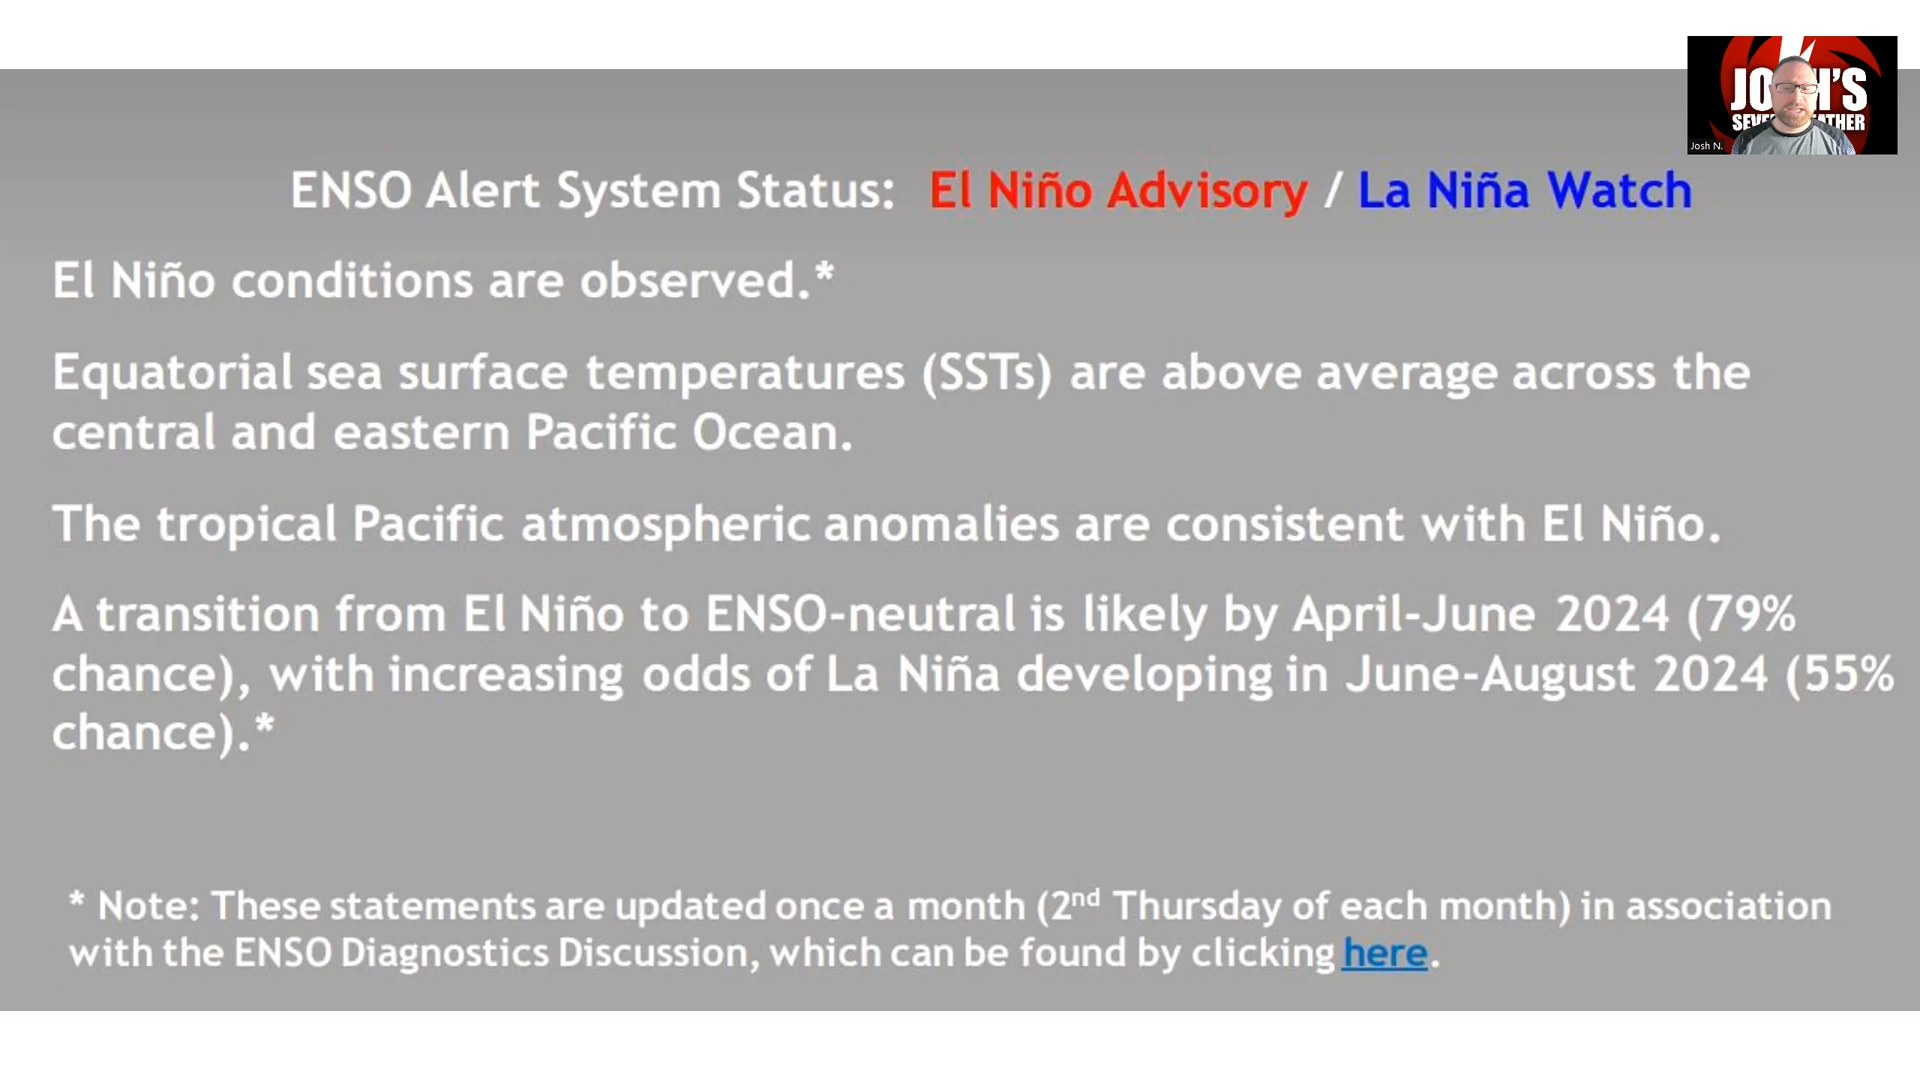 JOSH'S
SEVERE WEATHER
Josh N.
ENSO Alert System Status: El Niño Advisory / La Niña Watch
El Niño conditions are observed.*
Equatorial sea surface temperatures (SSTs) are above average across the
central and eastern Pacific Ocean.
The tropical Pacific atmospheric anomalies are consistent with El Niño.
A transition from El Niño to ENSO-neutral is likely by April-June 2024 (79%
chance), with increasing odds of La Niña developing in June-August 2024 (55%
chance).*
* Note: These statements are updated once a month (2nd Thursday of each month) in association
with the ENSO Diagnostics Discussion, which can be found by clicking here.